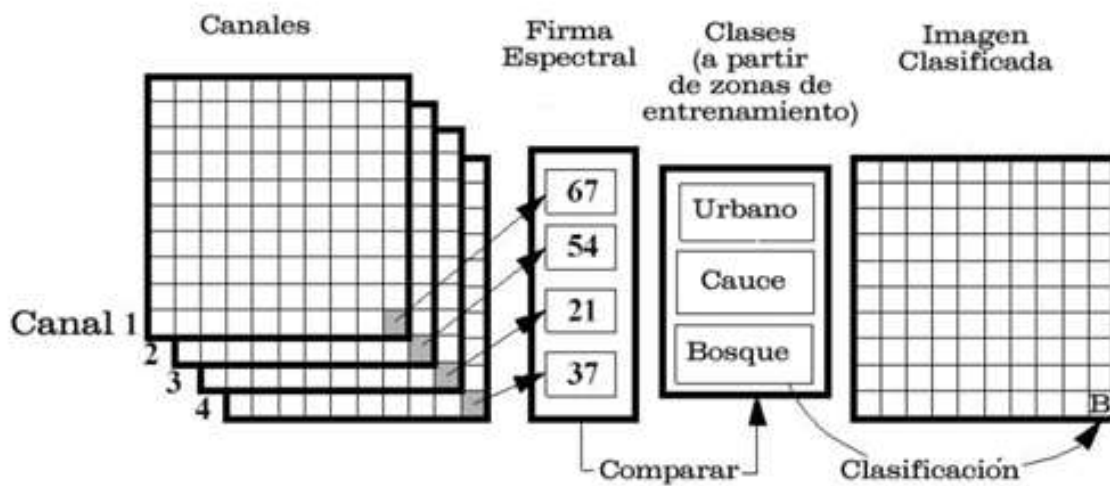 Canales
Firma
Espectral
Clases
(a partir
de zonas de
entrenamiento)
Imagen
Clasificada
Canal 1
2
3
4
67
54
21
37
Urbano
Cauce
Bosque
B
Comparar
Clasificación